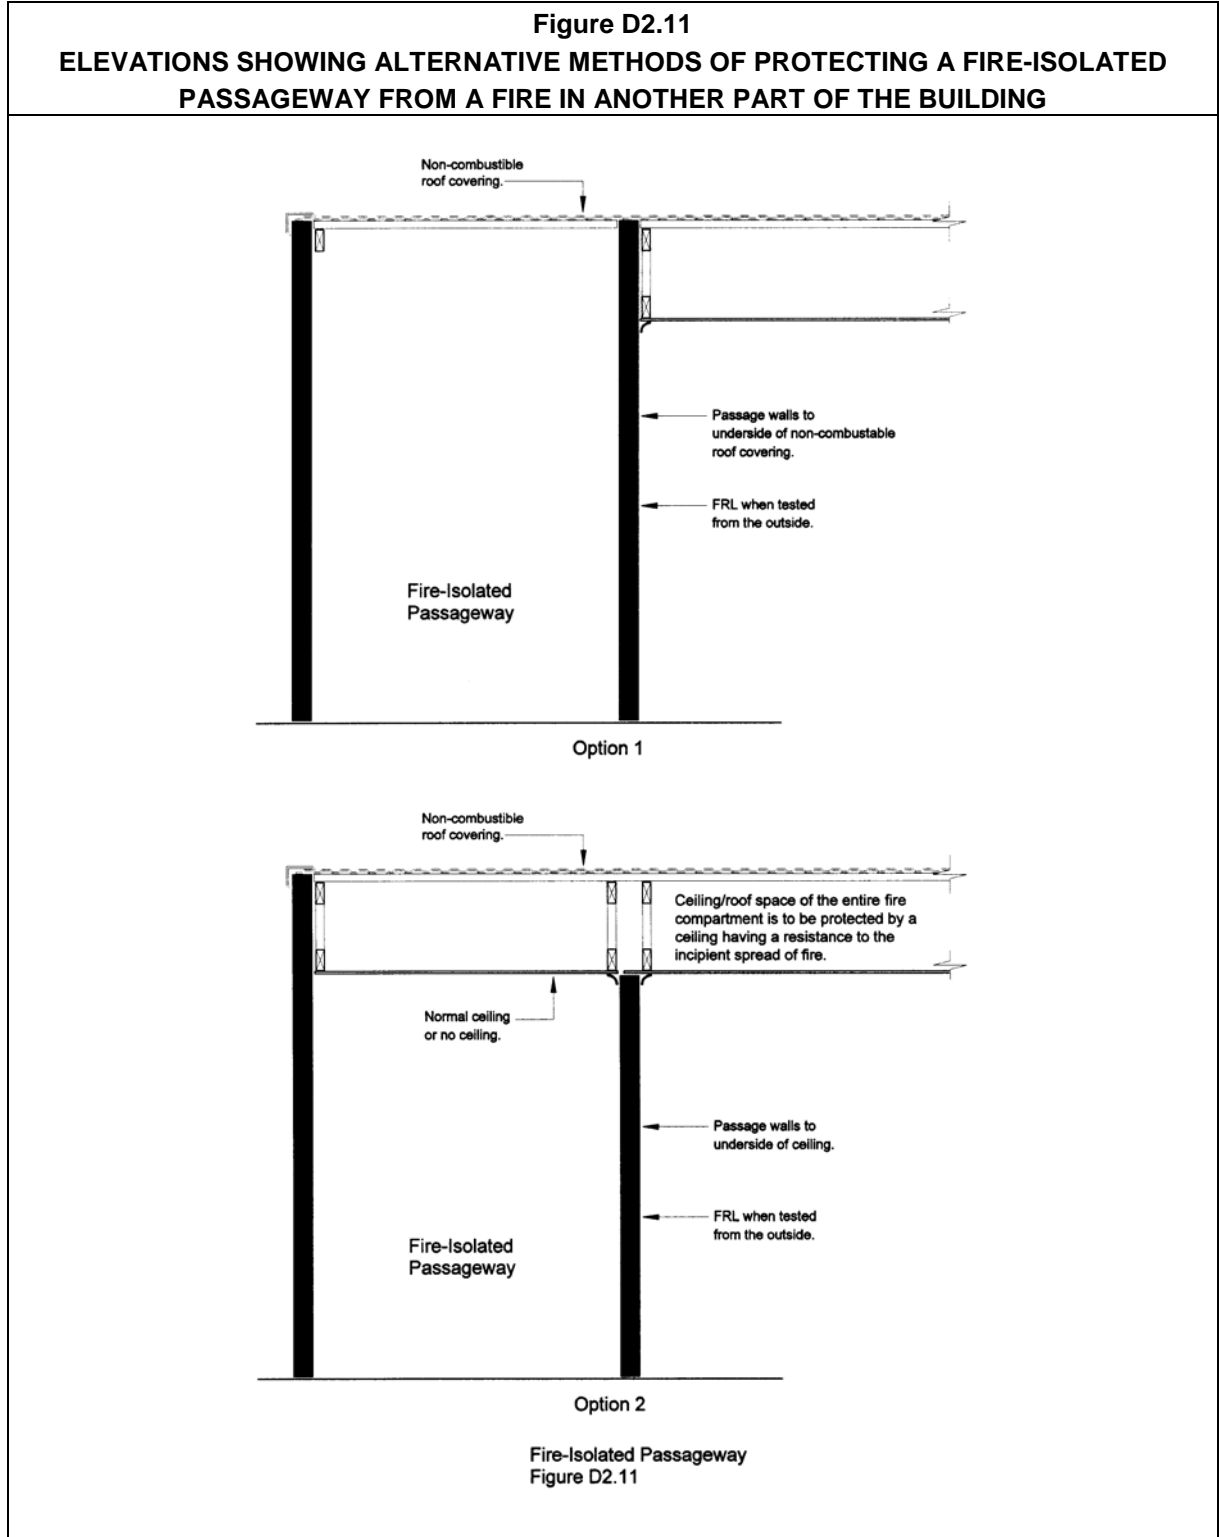 Figure D2.11
ELEVATIONS SHOWING ALTERNATIVE METHODS OF PROTECTING A FIRE-ISOLATED
PASSAGEWAY FROM A FIRE IN ANOTHER PART OF THE BUILDING
Non-combustible
roof covering.
Passage walls to
underside of non-combustable
roof covering.
FRL when tested
from the outside.
Fire-Isolated
Passageway
Option 1
Non-combustible
roof covering.
Ceiling/roof space of the entire fire
compartment is to be protected by a
ceiling having a resistance to the
incipient spread of fire.
Normal ceiling
or no ceiling.
Passage walls to
underside of ceiling.
FRL when tested
from the outside.
Fire-Isolated
Passageway
Option 2
Fire-Isolated Passageway
Figure D2.11